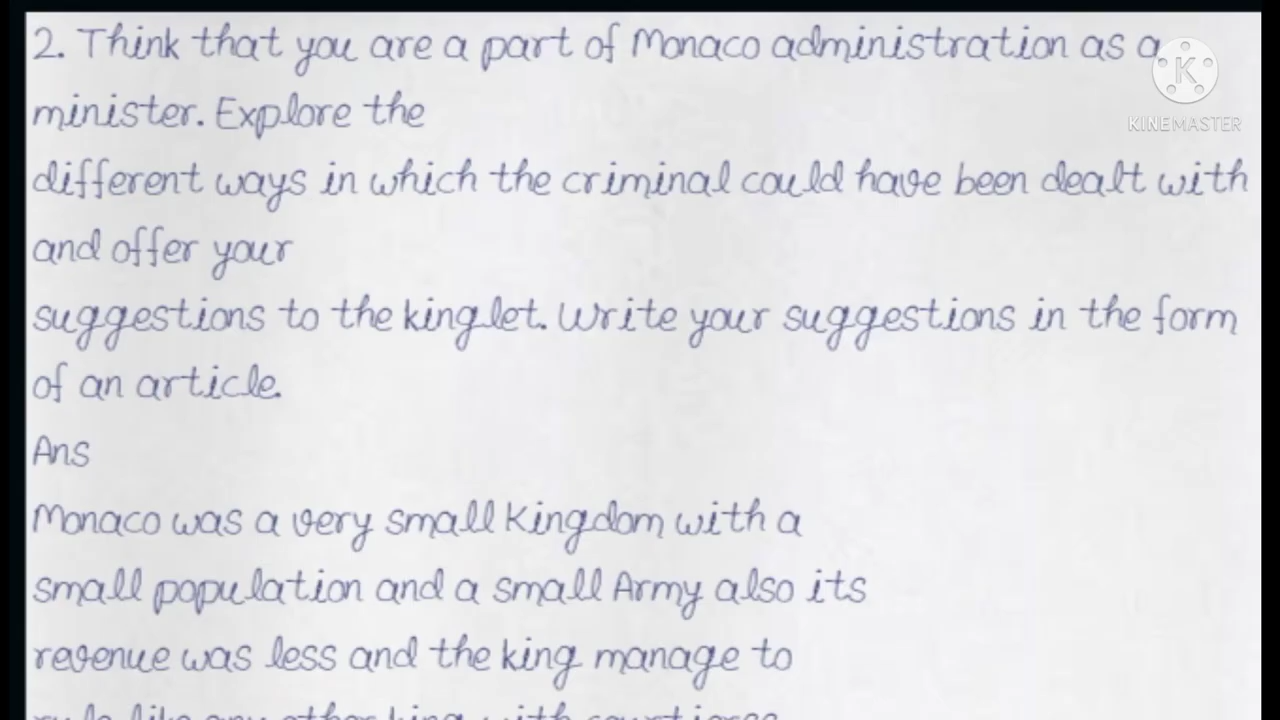 2. Think that you are a part of Monaco administration as a
minister. Explore the
different ways in which the criminal could have been dealt with
and offer your
suggestions to the kinglet. Write your suggestions in the form
of an article.
Ans
Monaco was a very small Kingdom with a
small population and a small Army also its
revenue was less and the king manage to
KINEMASTER